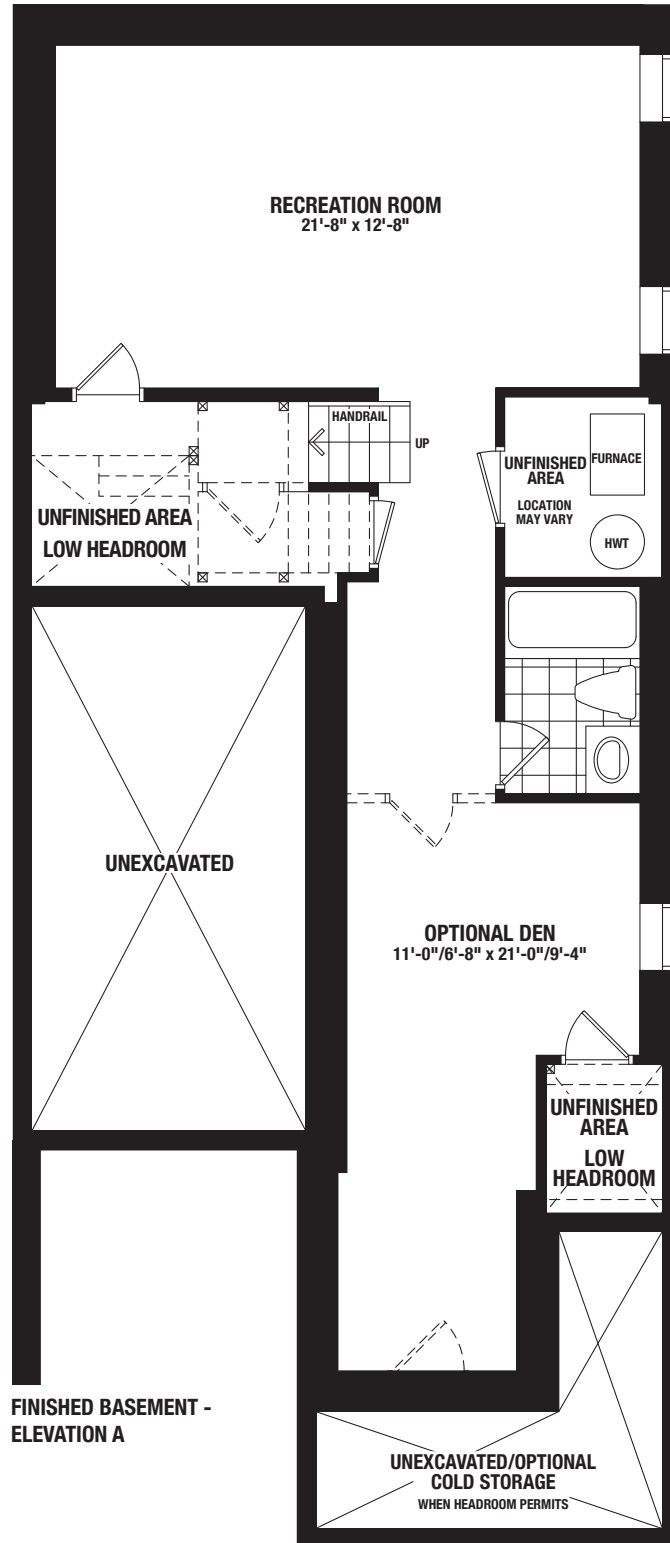 RECREATION ROOM
21'-8" x 12'-8"
HANDRAIL
UP
UNFINISHED
AREA
LOCATION
MAY VARY
FURNACE
HWT
UNFINISHED AREA
LOW HEADROOM
UNEXCAVATED
OPTIONAL DEN
11'-0"/6'-8" x 21'-0"/9'-4"
UNFINISHED
AREA
LOW
HEADROOM
FINISHED BASEMENT -
ELEVATION A
UNEXCAVATED/OPTIONAL
COLD STORAGE
WHEN HEADROOM PERMITS